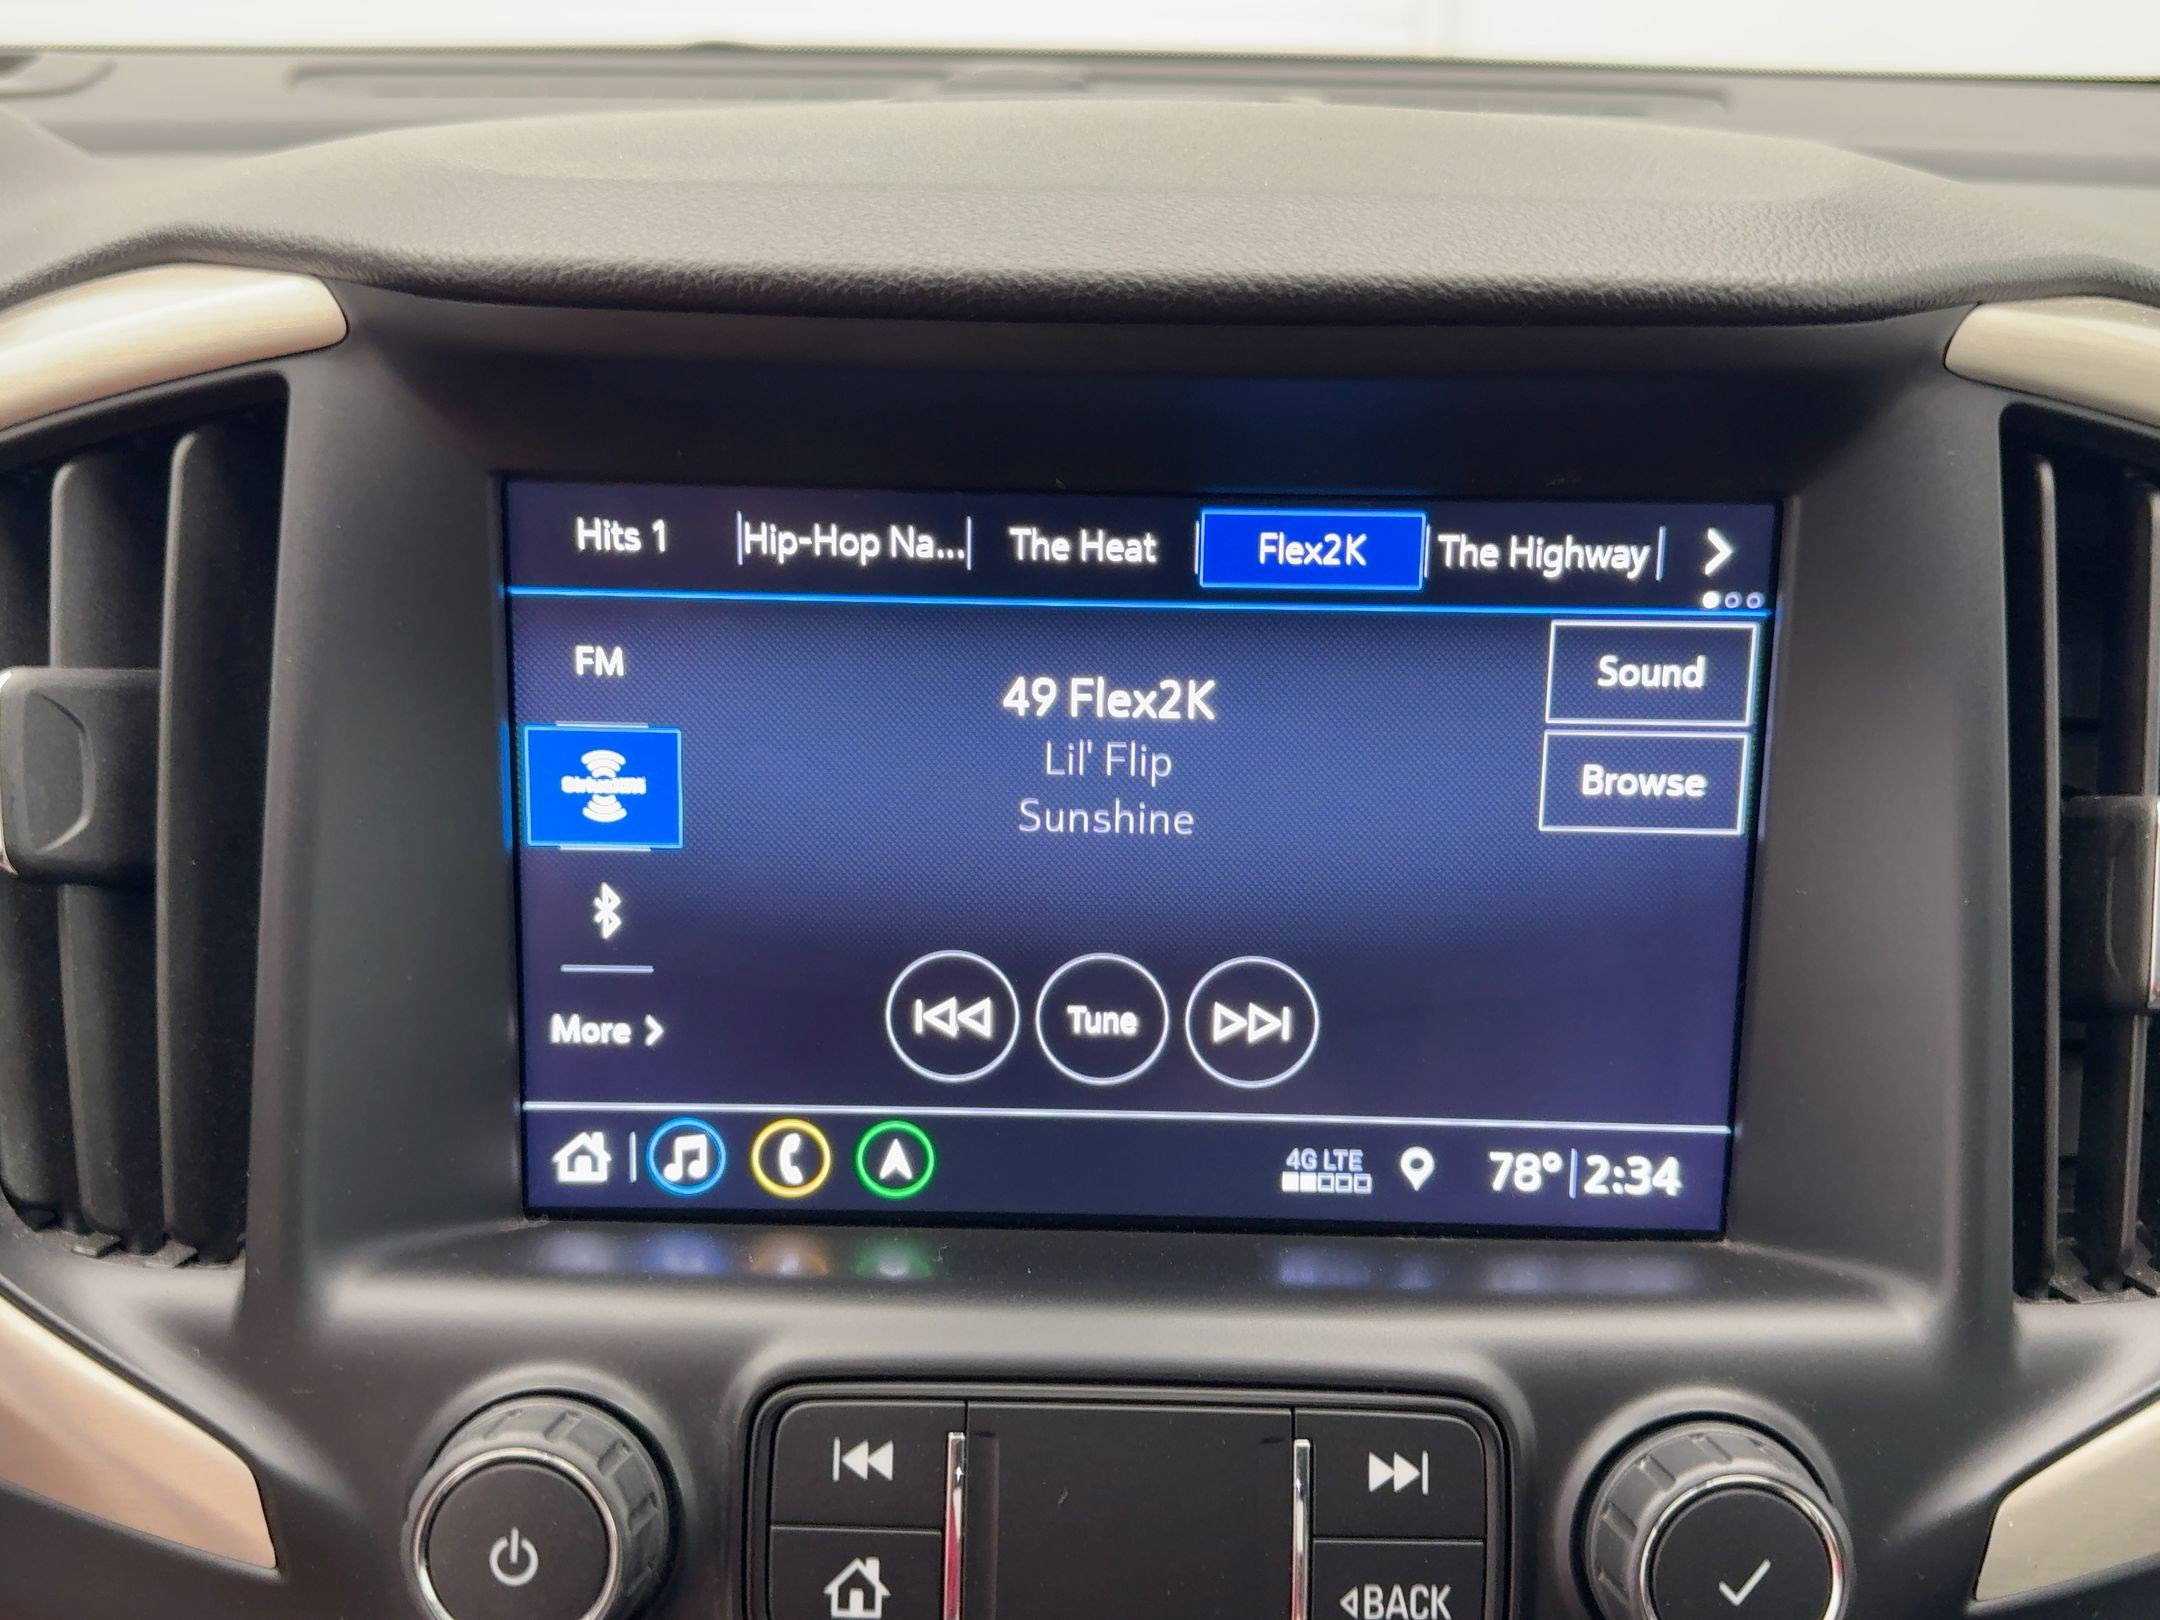 Hits 1
Hip-Hop Na...
The Heat
Flex2K
The Highway
FM
49 Flex2K
Lil' Flip
Sunshine
Sound
SiriusXM
Browse
More
Tune
4G LTE
78° 2:34
BACK